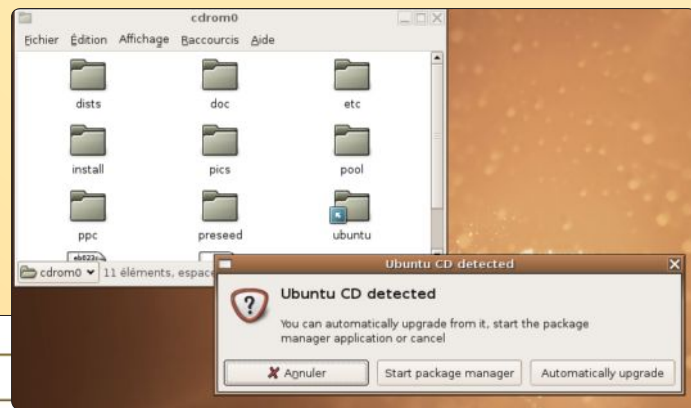 cdrom0
Fichier Édition Affichage Raccourcis Aide
dists doc etc
install pics pool
ppc preseed ubuntu
cdrom0 11 éléments, espace
Ubuntu CD detected
Ubuntu CD detected
You can automatically upgrade from it, start the package
manager application or cancel
Annuler Start package manager Automatically upgrade